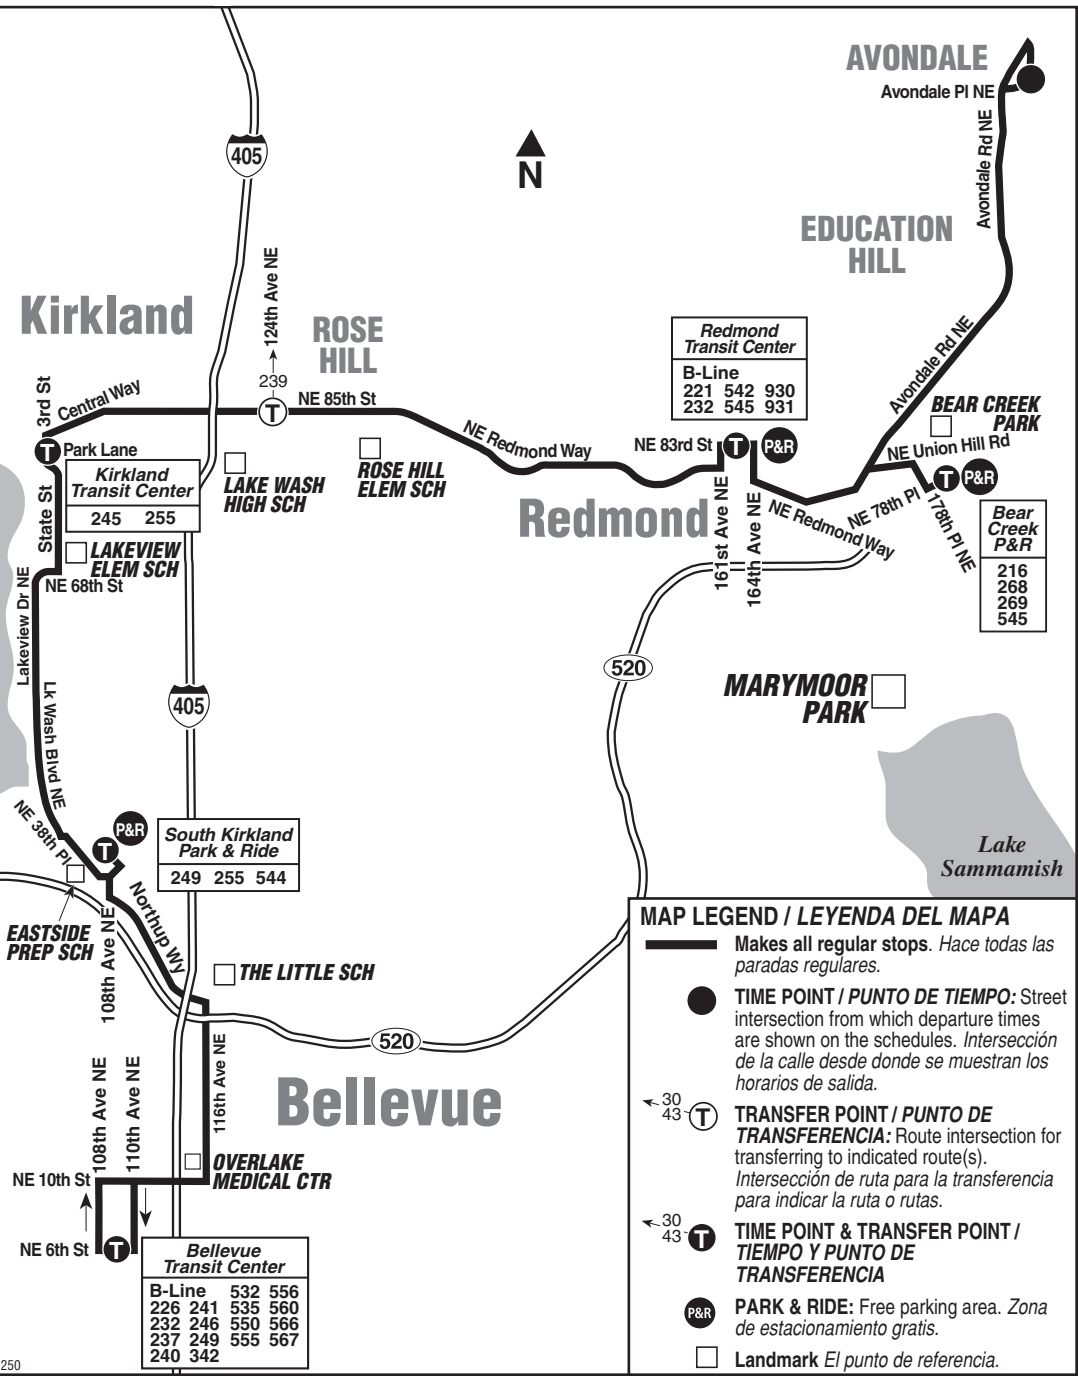 AVONDALE
Avondale Pl NE
Avondale Rd NE
405
N
EDUCATION
HILL
124th Ave NE
Kirkland
ROSE
HILL
239
T
NE 85th St
3rd St
Central Way
T
Park Lane
Kirkland
Transit Center
245 255
LAKE WASH
HIGH SCH
ROSE HILL
ELEM SCH
NE Redmond Way
Redmond
Transit Center
B-Line
221 542 930
232 545 931
NE 83rd St
T
P&R
Redmond
161st Ave NE
164th Ave NE
NE Redmond Way
Avondale Rd NE
BEAR CREEK
PARK
NE Union Hill Rd
T
P&R
NE 78th Pl
178th Pl NE
Bear
Creek
P&R
216
268
269
545
State St
LAKEVIEW
ELEM SCH
NE 68th St
Lakeview Dr NE
Lk Wash Blvd NE
405
520
MARYMOOR
PARK
Lake
Sammamish
NE 38th Pl
T
P&R
South Kirkland
Park & Ride
249 255 544
EASTSIDE
PREP SCH
108th Ave NE
Northup Wy
THE LITTLE SCH
520
116th Ave NE
Bellevue
108th Ave NE
110th Ave NE
NE 10th St
OVERLAKE
MEDICAL CTR
NE 6th St
T
Bellevue
Transit Center
B-Line 532 556
226 241 535 560
232 246 550 566
237 249 555 567
240 342
250
MAP LEGEND / LEYENDA DEL MAPA
Makes all regular stops. Hace todas las
paradas regulares.
TIME POINT / PUNTO DE TIEMPO: Street
intersection from which departure times
are shown on the schedules. Intersección
de la calle desde donde se muestran los
horarios de salida.
30
43
T
TRANSFER POINT / PUNTO DE
TRANSFERENCIA: Route intersection for
transferring to indicated route(s).
Intersección de ruta para la transferencia
para indicar la ruta o rutas.
30
43
T
TIME POINT & TRANSFER POINT /
TIEMPO Y PUNTO DE
TRANSFERENCIA
P&R
PARK & RIDE: Free parking area. Zona
de estacionamiento gratis.
Landmark El punto de referencia.